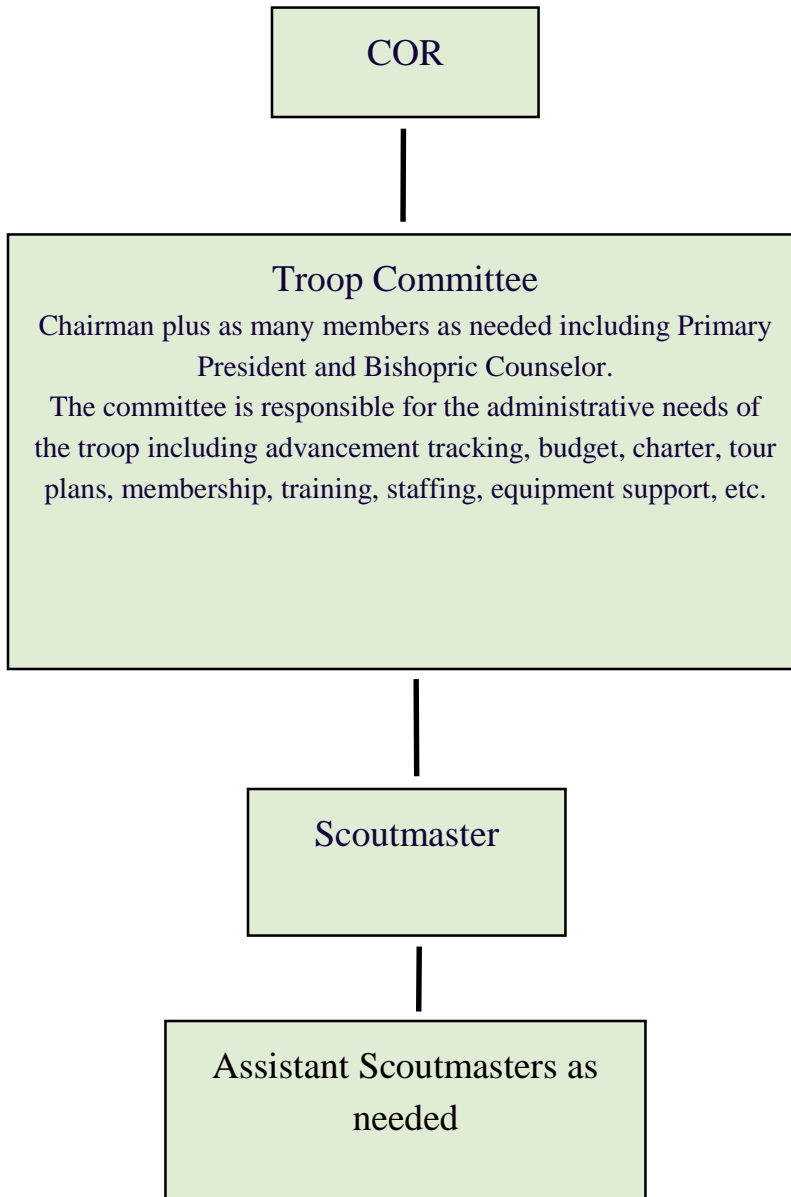 COR
Troop Committee
Chairman plus as many members as needed including Primary
President and Bishopric Counselor.
The committee is responsible for the administrative needs of
the troop including advancement tracking, budget, charter, tour
plans, membership, training, staffing, equipment support, etc.
Scoutmaster
Assistant Scoutmasters as
needed